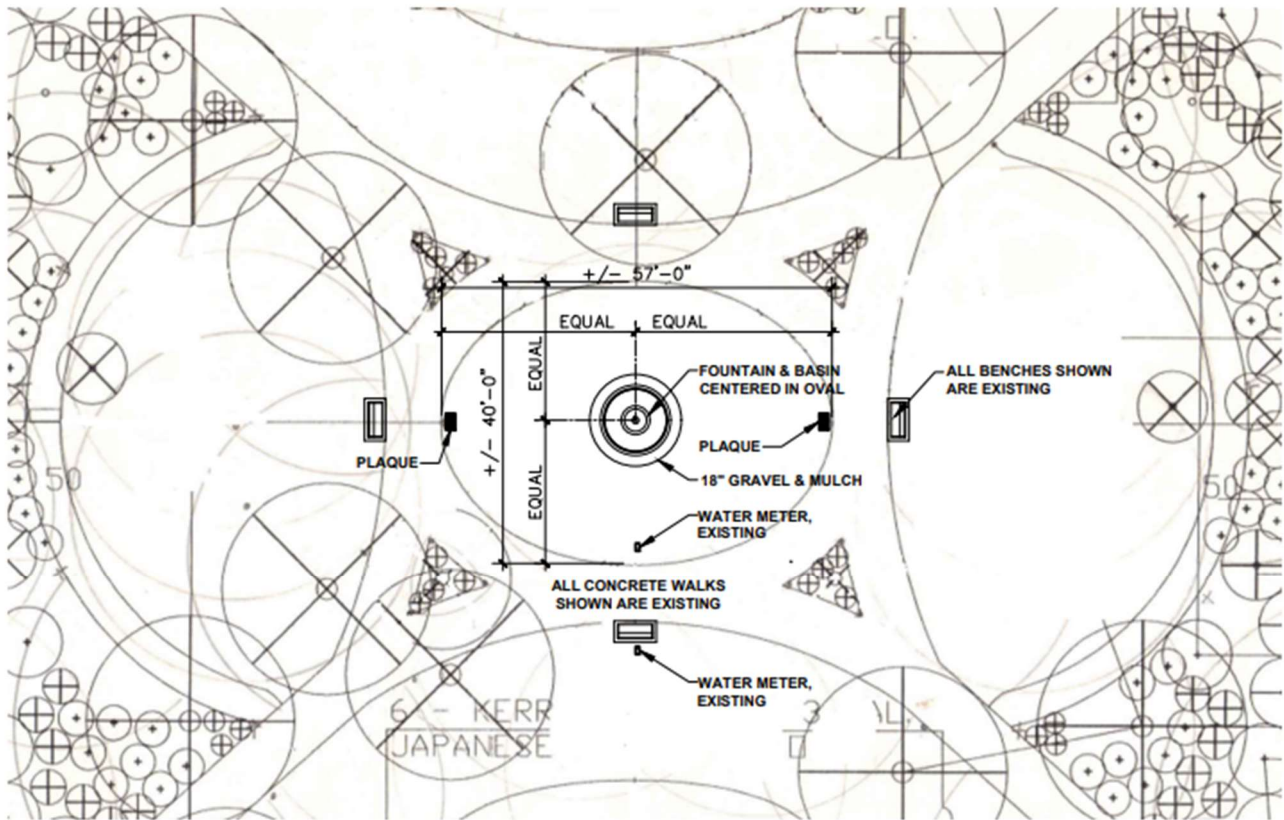 +/- 57'-0"
EQUAL
EQUAL
EQUAL
+/- 40'-0"
EQUAL
FOUNTAIN & BASIN
CENTERED IN OVAL
ALL BENCHES SHOWN
ARE EXISTING
PLAQUE
PLAQUE
18" GRAVEL & MULCH
50
50
WATER METER,
EXISTING
ALL CONCRETE WALKS
SHOWN ARE EXISTING
WATER METER,
EXISTING
6 - KERR
3
JAPANESE